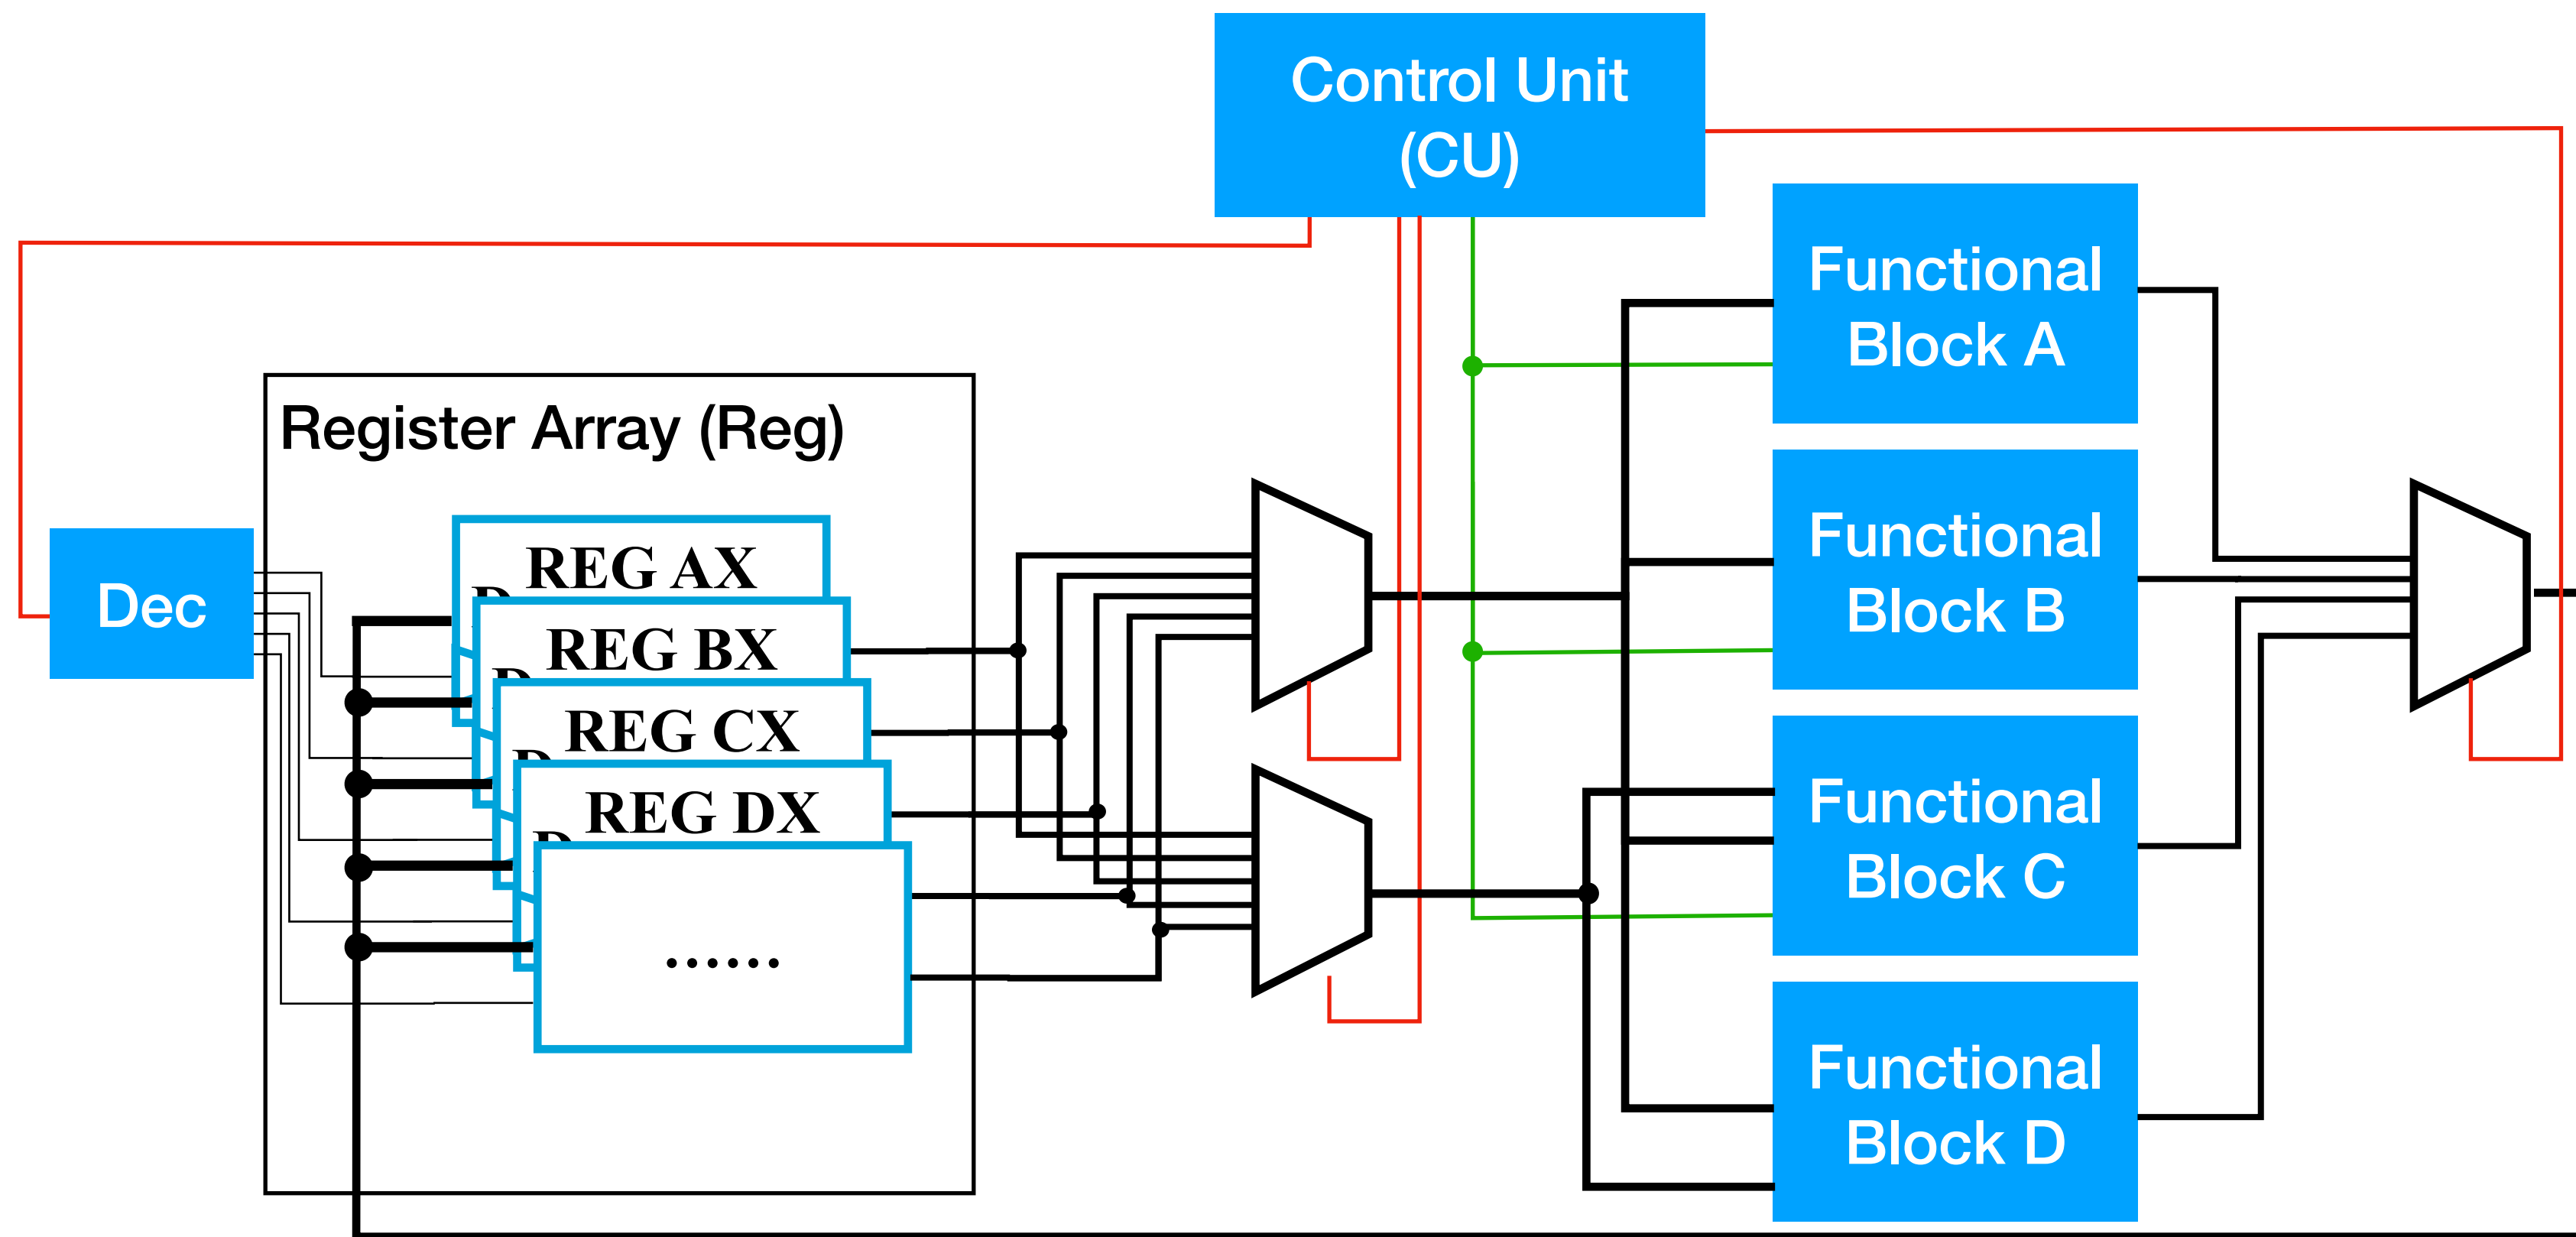 Control Unit
(CU)
Functional
Block A
Register Array (Reg)
Dec
REG AX
D
REG BX
D
REG CX
D
REG DX
D
......
Functional
Block B
Functional
Block C
Functional
Block D